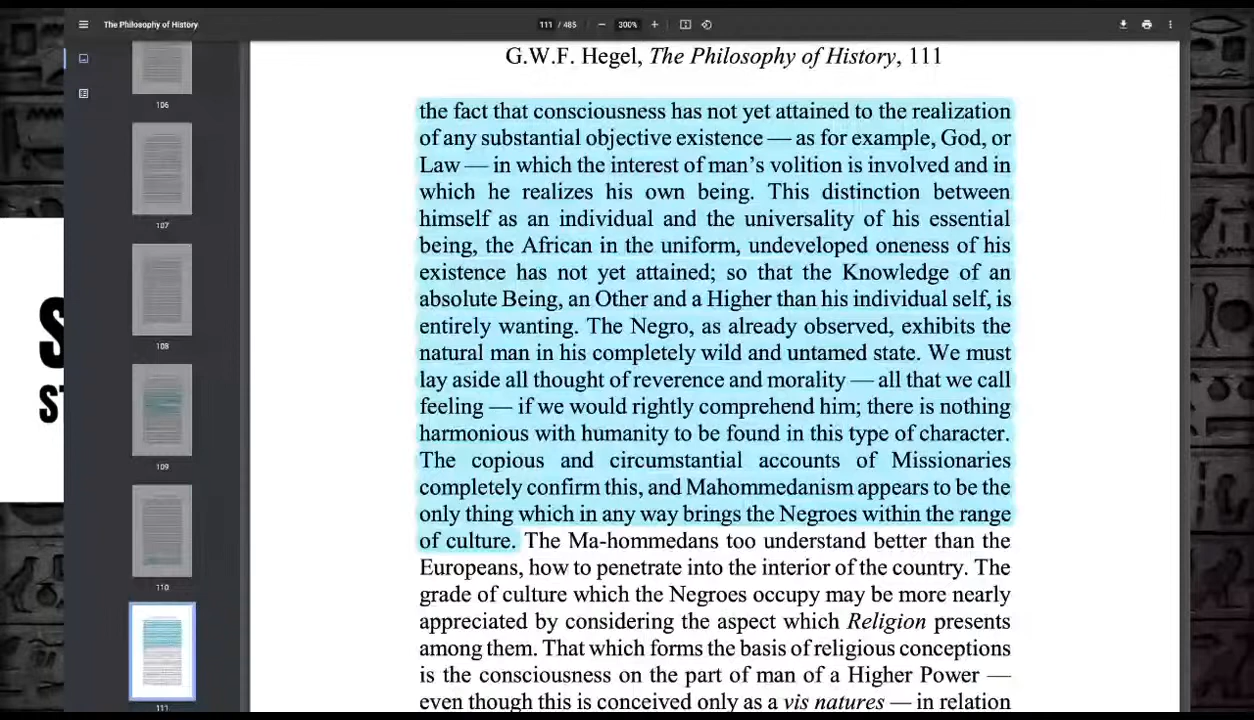 The Philosophy of History
111 / 485
300%
106
107
108
109
110
111
S
ST
G.W.F. Hegel, The Philosophy of History, 111
the fact that consciousness has not yet attained to the realization
of any substantial objective existence — as for example, God, or
Law — in which the interest of man’s volition is involved and in
which he realizes his own being. This distinction between
himself as an individual and the universality of his essential
being, the African in the uniform, undeveloped oneness of his
existence has not yet attained; so that the Knowledge of an
absolute Being, an Other and a Higher than his individual self, is
entirely wanting. The Negro, as already observed, exhibits the
natural man in his completely wild and untamed state. We must
lay aside all thought of reverence and morality — all that we call
feeling — if we would rightly comprehend him; there is nothing
harmonious with humanity to be found in this type of character.
The copious and circumstantial accounts of Missionaries
completely confirm this, and Mahommedanism appears to be the
only thing which in any way brings the Negroes within the range
of culture. The Ma-hommedans too understand better than the
Europeans, how to penetrate into the interior of the country. The
grade of culture which the Negroes occupy may be more nearly
appreciated by considering the aspect which Religion presents
among them. That which forms the basis of religious conceptions
is the consciousness on the part of man of a Higher Power —
even though this is conceived only as a vis natures — in relation